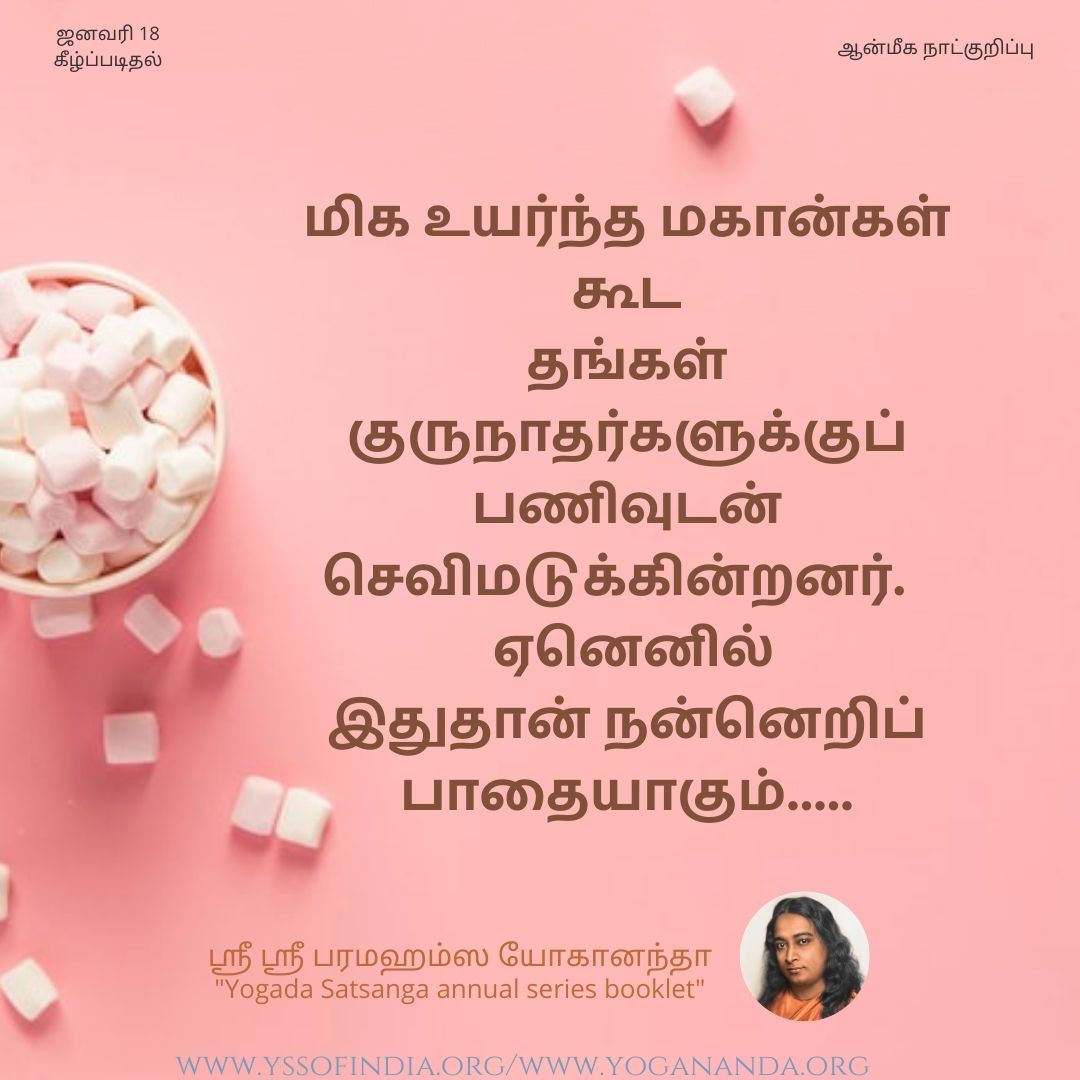 ஜனவரி 18
கீழ்ப்படிதல்
ஆன்மீக நாட்குறிப்பு
மிக உயர்ந்த மகான்கள்
கூட
தங்கள்
குருநாதர்களுக்குப்
பணிவுடன்
செவிமடுக்கின்றனர்.
ஏனெனில்
இதுதான் நன்னெறிப்
பாதையாகும்.....
ஸ்ரீ ஸ்ரீ பரமஹம்ஸ யோகானந்தா
"Yogada Satsanga annual series booklet"
WWW.YSSOFINDIA.ORG/WWW.YOGANANDA.ORG